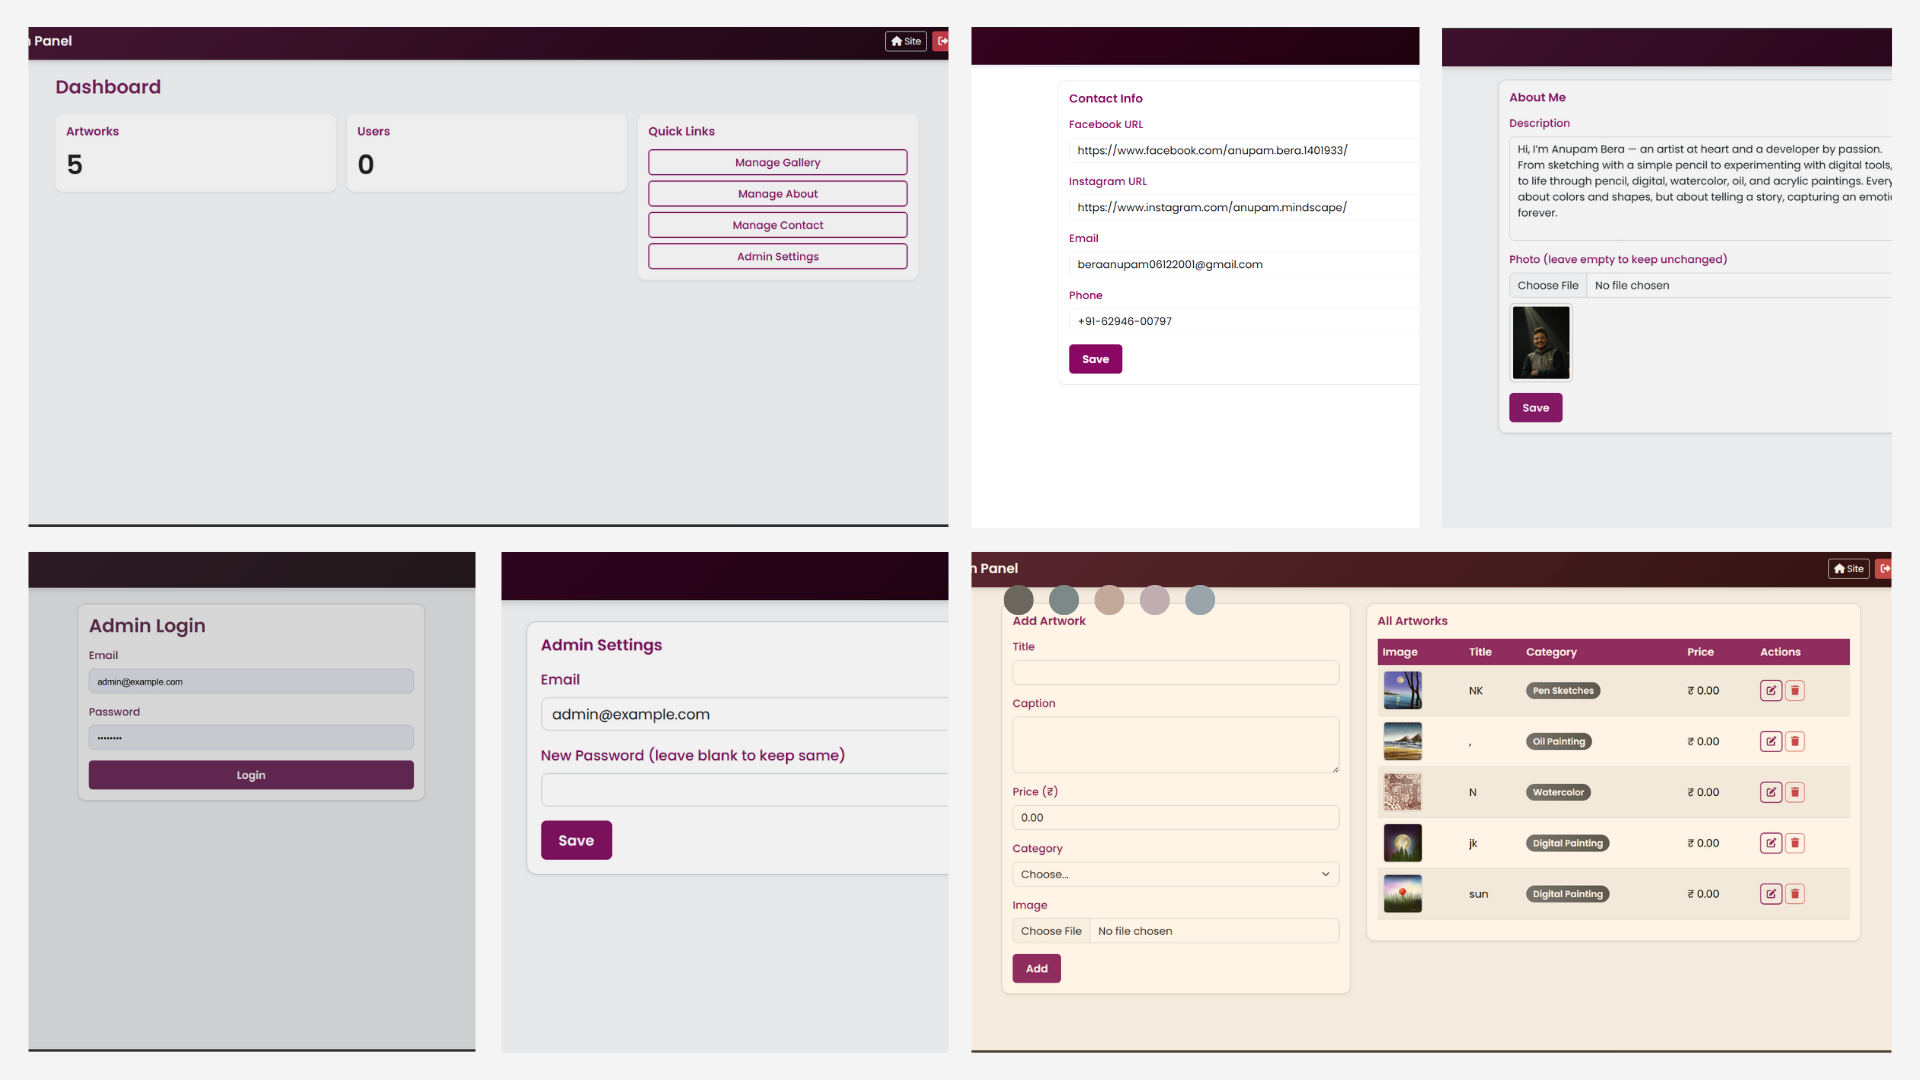 Panel
Site
Dashboard
Artworks
5
Users
0
Quick Links
Manage Gallery
Manage About
Manage Contact
Admin Settings
Contact Info
Facebook URL
https://www.facebook.com/anupam.bera.1401933/
Instagram URL
https://www.instagram.com/anupam.mindscape/
Email
beraanupam06122001@gmail.com
Phone
+91-62946-00797
Save
About Me
Description
Hi, I'm Anupam Bera — an artist at heart and a developer by passion.
From sketching with a simple pencil to experimenting with digital tools,
to life through pencil, digital, watercolor, oil, and acrylic paintings. Every
about colors and shapes, but about telling a story, capturing an emotic
forever.
Photo (leave empty to keep unchanged)
Choose File No file chosen
Save
Admin Login
Email
admin@example.com
Password
••••••••
Login
Admin Settings
Email
admin@example.com
New Password (leave blank to keep same)
Save
n Panel
Site
Add Artwork
Title
Caption
Price (₹)
0.00
Category
Choose...
Image
Choose File No file chosen
Add
All Artworks
Image Title Category Price Actions
NK Pen Sketches ₹ 0.00
, Oil Painting ₹ 0.00
N Watercolor ₹ 0.00
jk Digital Painting ₹ 0.00
sun Digital Painting ₹ 0.00